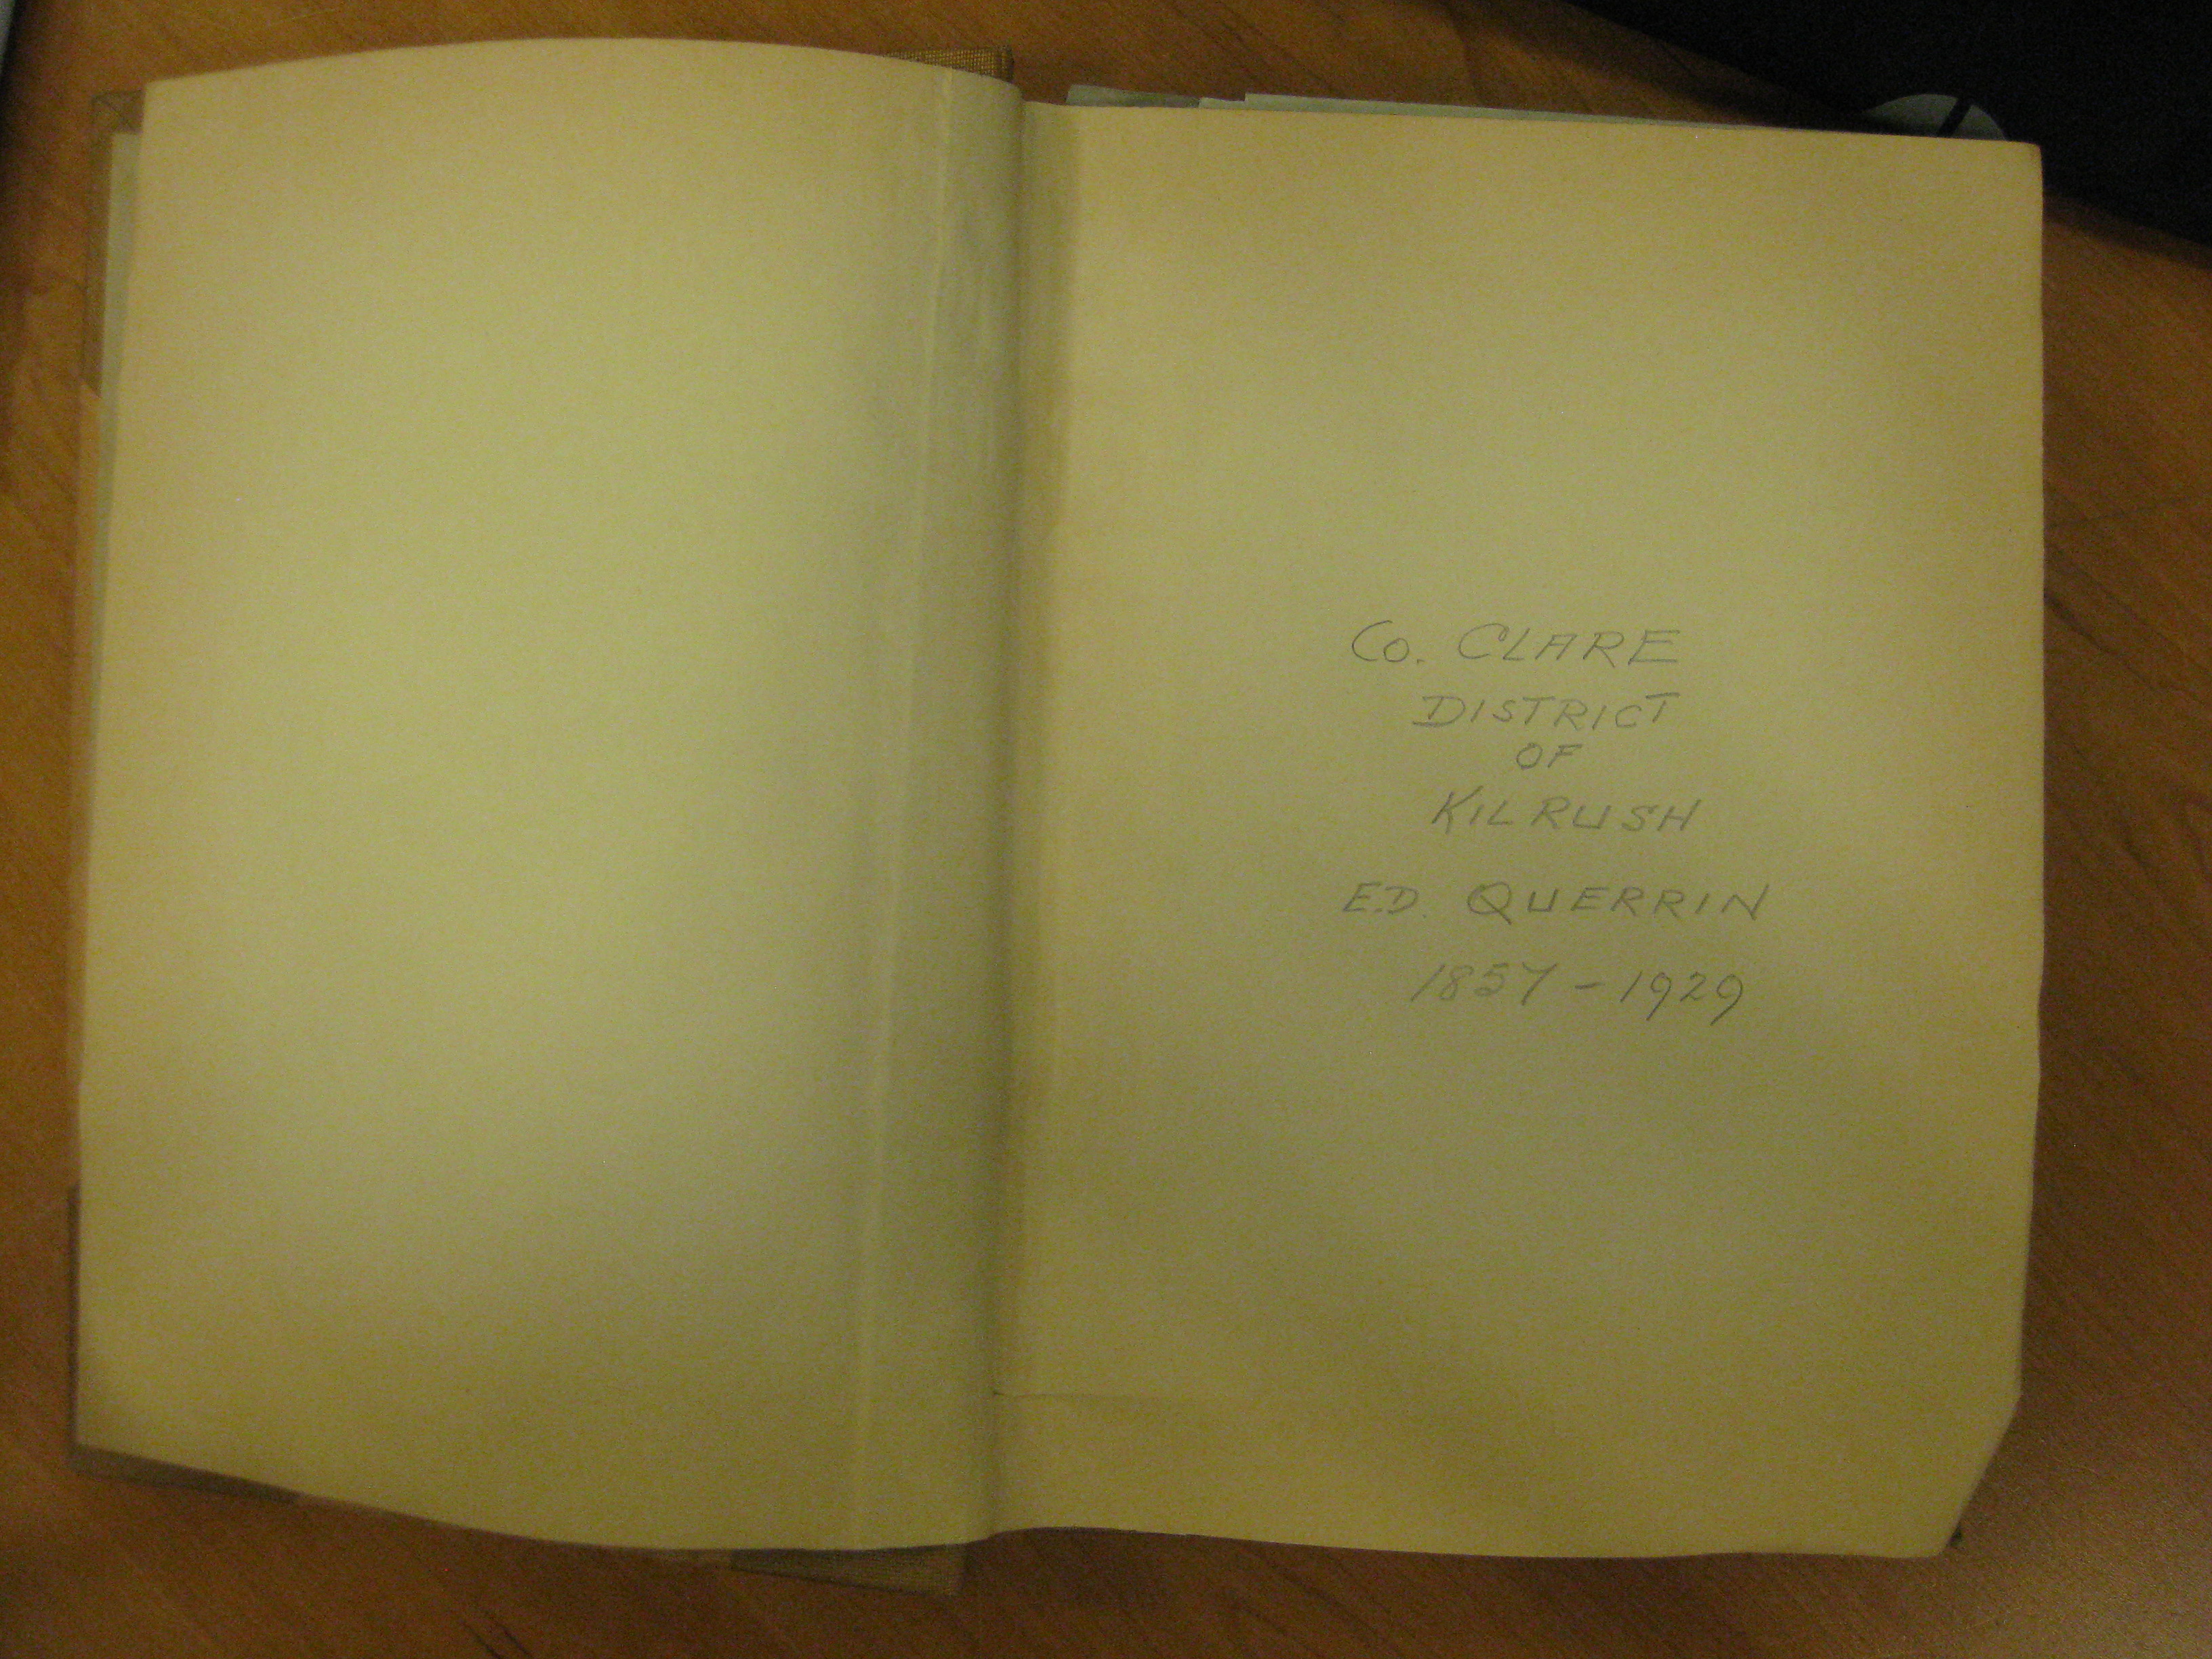 Co. CLARE
DISTRICT
OF
KILRUSH
E.D. QUERRIN
1857 - 1929